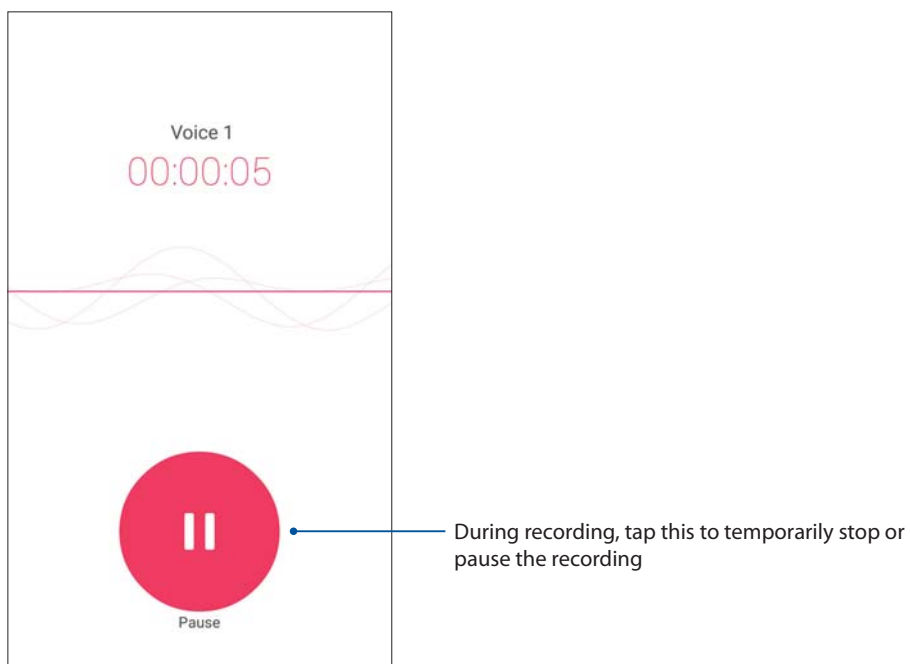 Voice 1
00:00:05
During recording, tap this to temporarily stop or
pause the recording
Pause